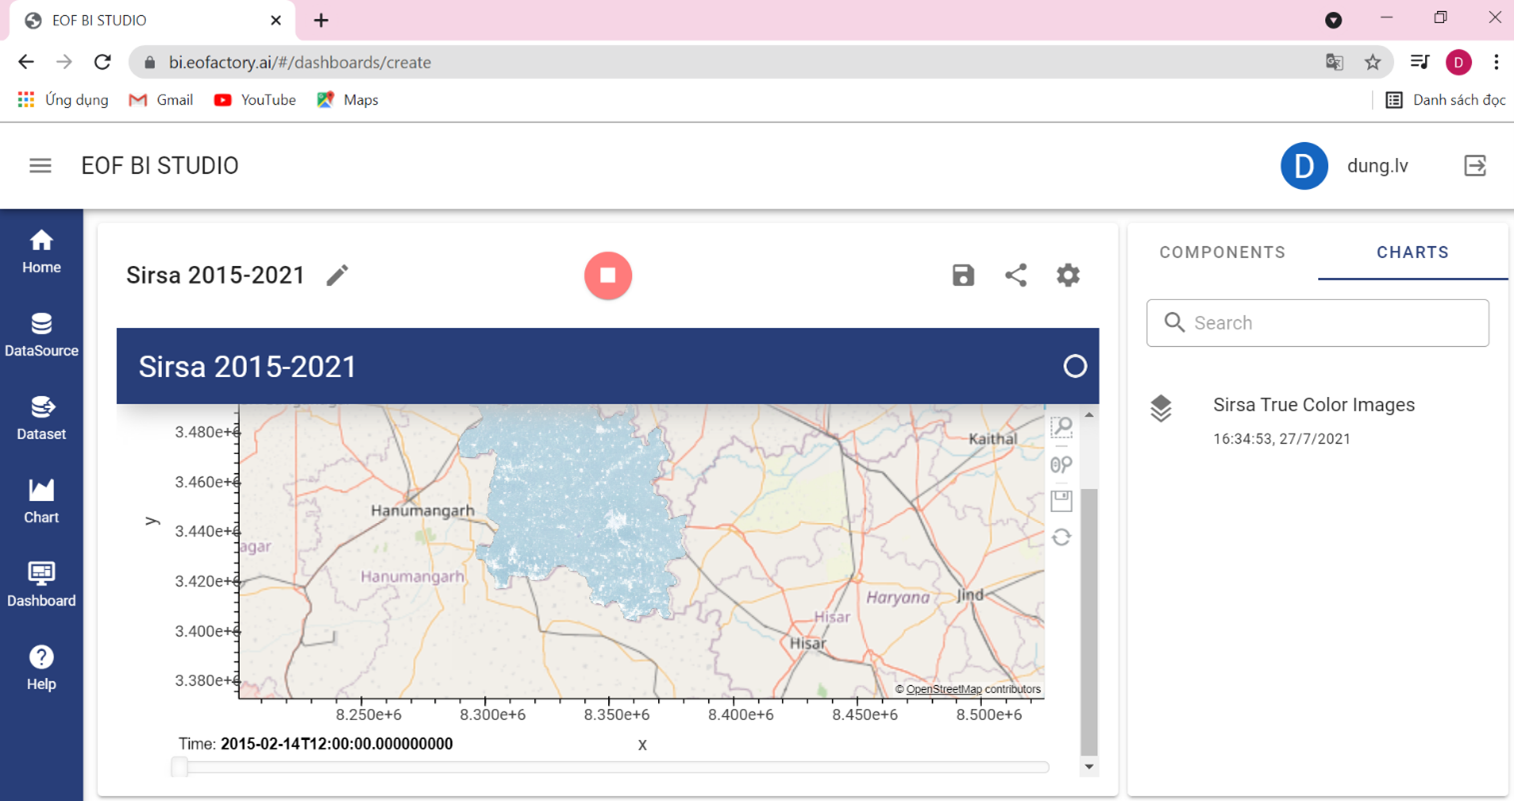 EOF BI STUDIO
bi.eofactory.ai/#/dashboards/create
D
Ứng dụng
Gmail
YouTube
Maps
Danh sách đọc
EOF BI STUDIO
D
dung.lv
Home
DataSource
Dataset
Chart
Dashboard
Help
Sirsa 2015-2021
Sirsa 2015-2021
3.480e+6
3.460e+6
3.440e+6
3.420e+6
3.400e+6
3.380e+6
y
Kaithal
Hanumangarh
agar
Hanumangarh
Haryana
Jind
Hisar
Hisar
© OpenStreetMap contributors
8.250e+6
8.300e+6
8.350e+6
8.400e+6
8.450e+6
8.500e+6
Time: 2015-02-14T12:00:00.000000000
x
COMPONENTS
CHARTS
Search
Sirsa True Color Images
16:34:53, 27/7/2021